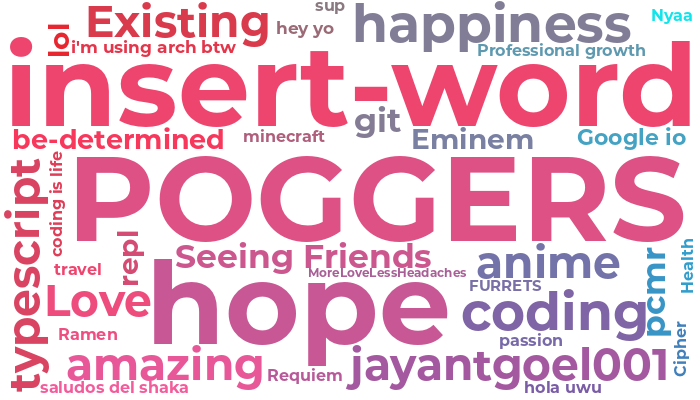 sup
Existing
happiness
Nyaa
lol
hey yo
i'm using arch btw
Professional growth
insert-word
git
be-determined
minecraft
Eminem
Google io
typescript
coding is life
POGGERS
repl
Seeing Friends
anime
pcmr
Health
travel
MoreLoveLessHeadaches
hope
FURRETS
Love
coding
Ramen
passion
Cipher
amazing
Requiem
jayantgoel001
saludos del shaka
hola uwu